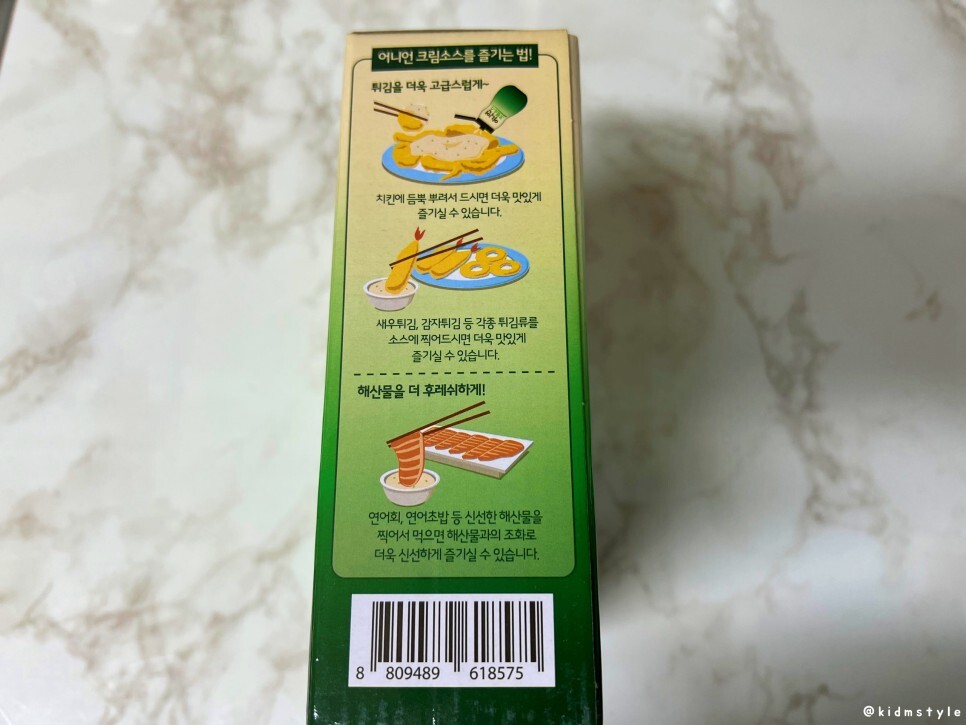 어니언 크림소스를 즐기는 법!
튀김을 더욱 고급스럽게~
치킨에 듬뿍 뿌려서 드시면 더욱 맛있게
즐기실 수 있습니다.
새우튀김, 감자튀김 등 각종 튀김류를
소스에 찍어드시면 더욱 맛있게
즐기실 수 있습니다.
해산물을 더 후레쉬하게!
연어회, 연어초밥 등 신선한 해산물을
찍어서 먹으면 해산물과의 조화로
더욱 신선하게 즐기실 수 있습니다.
8 809489 618575
@kidmstyle